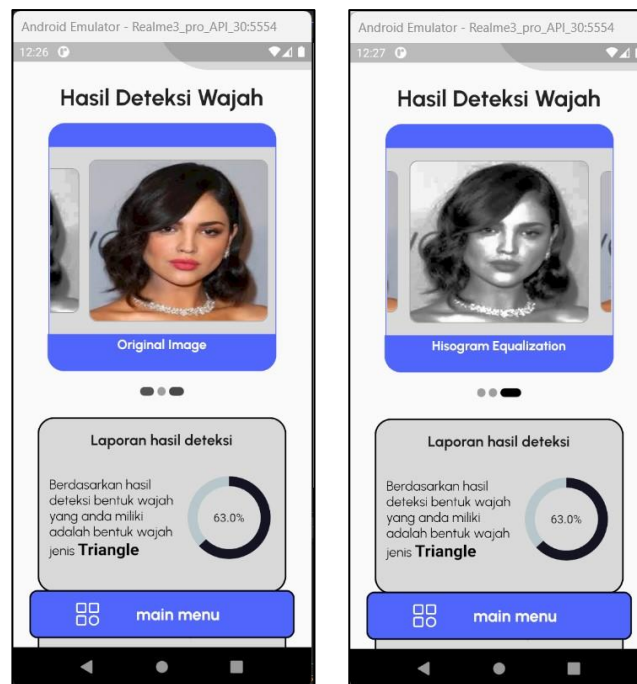 Android Emulator - Realme3_pro_API_30:5554
12:26
Hasil Deteksi Wajah
Original Image
Laporan hasil deteksi
Berdasarkan hasil
deteksi bentuk wajah
yang anda miliki
adalah bentuk wajah
jenis Triangle
63.0%
main menu
Android Emulator - Realme3_pro_API_30:5554
12:27
Hasil Deteksi Wajah
Hisogram Equalization
Laporan hasil deteksi
Berdasarkan hasil
deteksi bentuk wajah
yang anda miliki
adalah bentuk wajah
jenis Triangle
63.0%
main menu